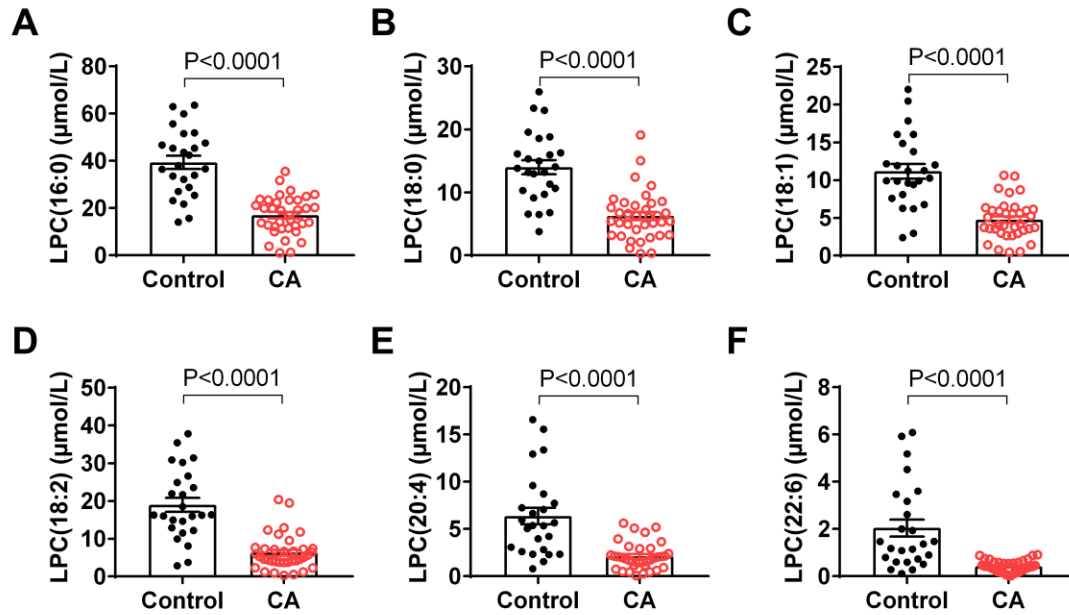 A
LPC(16:0) (μmol/L)
P<0.0001
80
60
40
20
0
Control CA
B
LPC(18:0) (μmol/L)
P<0.0001
30
20
10
0
Control CA
C
LPC(18:1) (μmol/L)
P<0.0001
25
20
15
10
5
0
Control CA
D
LPC(18:2) (μmol/L)
P<0.0001
50
40
30
20
10
0
Control CA
E
LPC(20:4) (μmol/L)
P<0.0001
20
15
10
5
0
Control CA
F
LPC(22:6) (μmol/L)
P<0.0001
8
6
4
2
0
Control CA